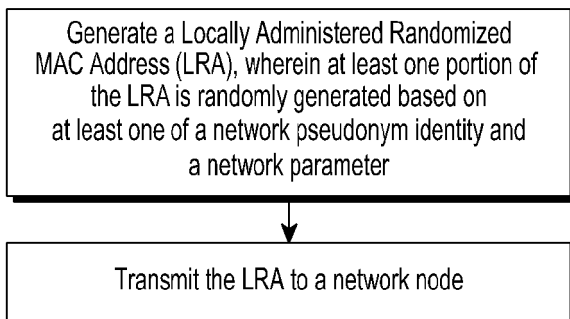 Generate a Locally Administered Randomized
MAC Address (LRA), wherein at least one portion of
the LRA is randomly generated based on
at least one of a network pseudonym identity and
a network parameter
Transmit the LRA to a network node